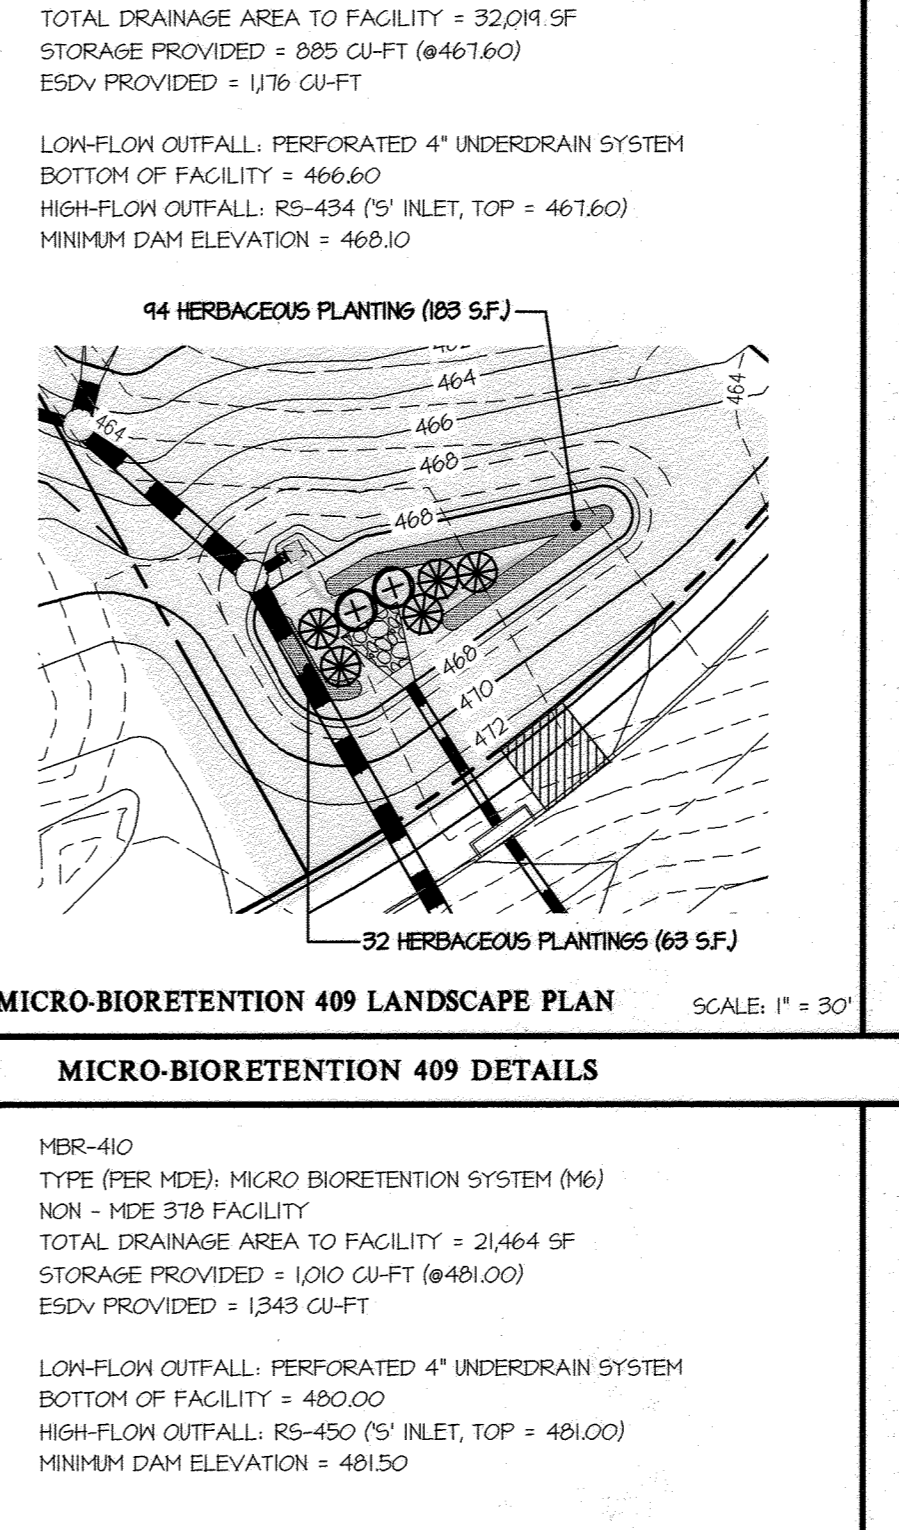 TOTAL DRAINAGE AREA TO FACILITY = 32,019 SF
STORAGE PROVIDED = 885 CU-FT (@467.60)
ESDv PROVIDED = 1,176 CU-FT
LOW-FLOW OUTFALL: PERFORATED 4" UNDERDRAIN SYSTEM
BOTTOM OF FACILITY = 466.60
HIGH-FLOW OUTFALL: RS-434 ('S' INLET, TOP = 467.60)
MINIMUM DAM ELEVATION = 468.10
94 HERBACEOUS PLANTING (183 S.F.)
464
464
464
466
468
468
468
470
472
32 HERBACEOUS PLANTINGS (63 S.F.)
MICRO-BIORETENTION 409 LANDSCAPE PLAN
SCALE: 1" = 30'
MICRO-BIORETENTION 409 DETAILS
MBR-410
TYPE (PER MDE): MICRO BIORETENTION SYSTEM (M6)
NON - MDE 378 FACILITY
TOTAL DRAINAGE AREA TO FACILITY = 21,464 SF
STORAGE PROVIDED = 1,010 CU-FT (@481.00)
ESDv PROVIDED = 1,343 CU-FT
LOW-FLOW OUTFALL: PERFORATED 4" UNDERDRAIN SYSTEM
BOTTOM OF FACILITY = 480.00
HIGH-FLOW OUTFALL: RS-450 ('S' INLET, TOP = 481.00)
MINIMUM DAM ELEVATION = 481.50